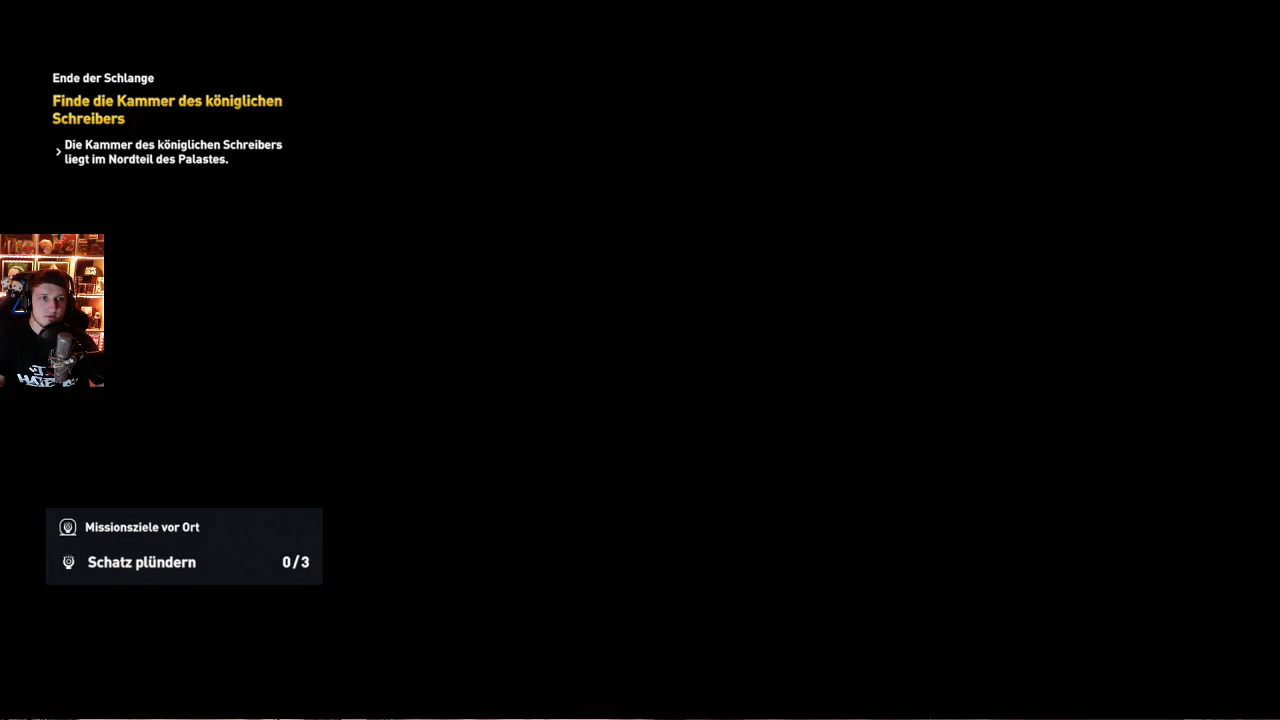 Ende der Schlange
Finde die Kammer des königlichen
Schreibers
Die Kammer des königlichen Schreibers
liegt im Nordteil des Palastes.
Missionsziele vor Ort
Schatz plündern 0/3